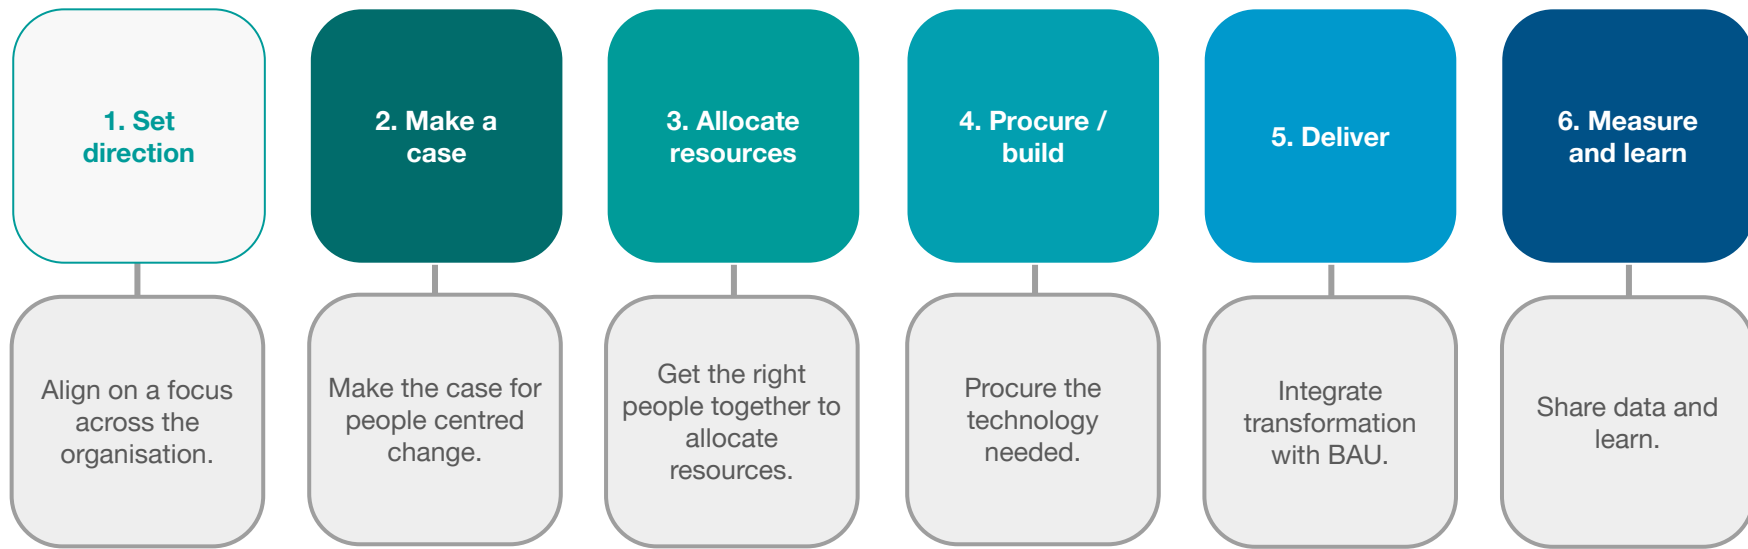 1. Set
direction
2. Make a
case
3. Allocate
resources
4. Procure /
build
5. Deliver
6. Measure
and learn
Align on a focus
across the
organisation.
Make the case for
people centred
change.
Get the right
people together to
allocate
resources.
Procure the
technology
needed.
Integrate
transformation
with BAU.
Share data and
learn.